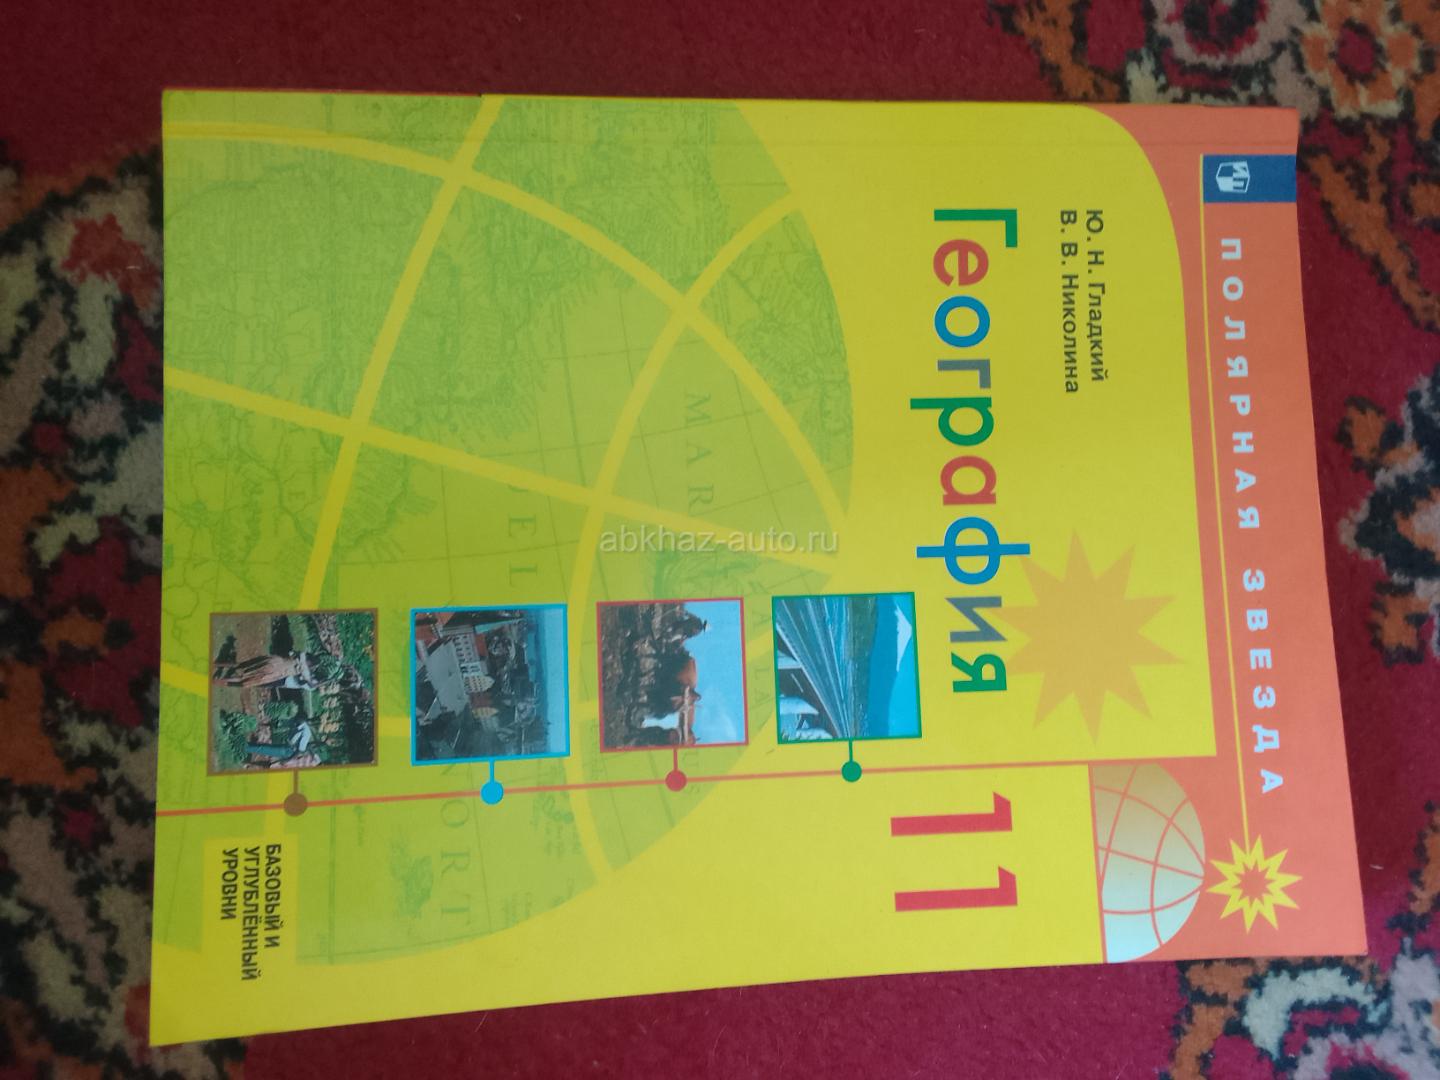 ПОЛЯРНАЯ ЗВЕЗДА
Ю. Н. Гладкий
В. В. Николина
География
11
БАЗОВЫЙ И
УГЛУБЛЁННЫЙ
УРОВНИ
abkhaz-auto.ru